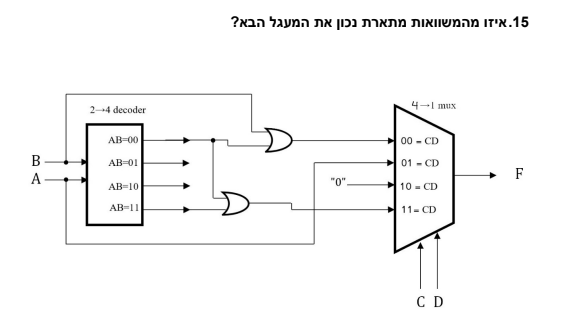 15. איזו מהמשוואות מתארת נכון את המעגל הבא?
2→4 decoder
4→1 mux
AB=00
00 = CD
B
AB=01
01 = CD
F
A
AB=10
"0"
10 = CD
AB=11
11= CD
C D